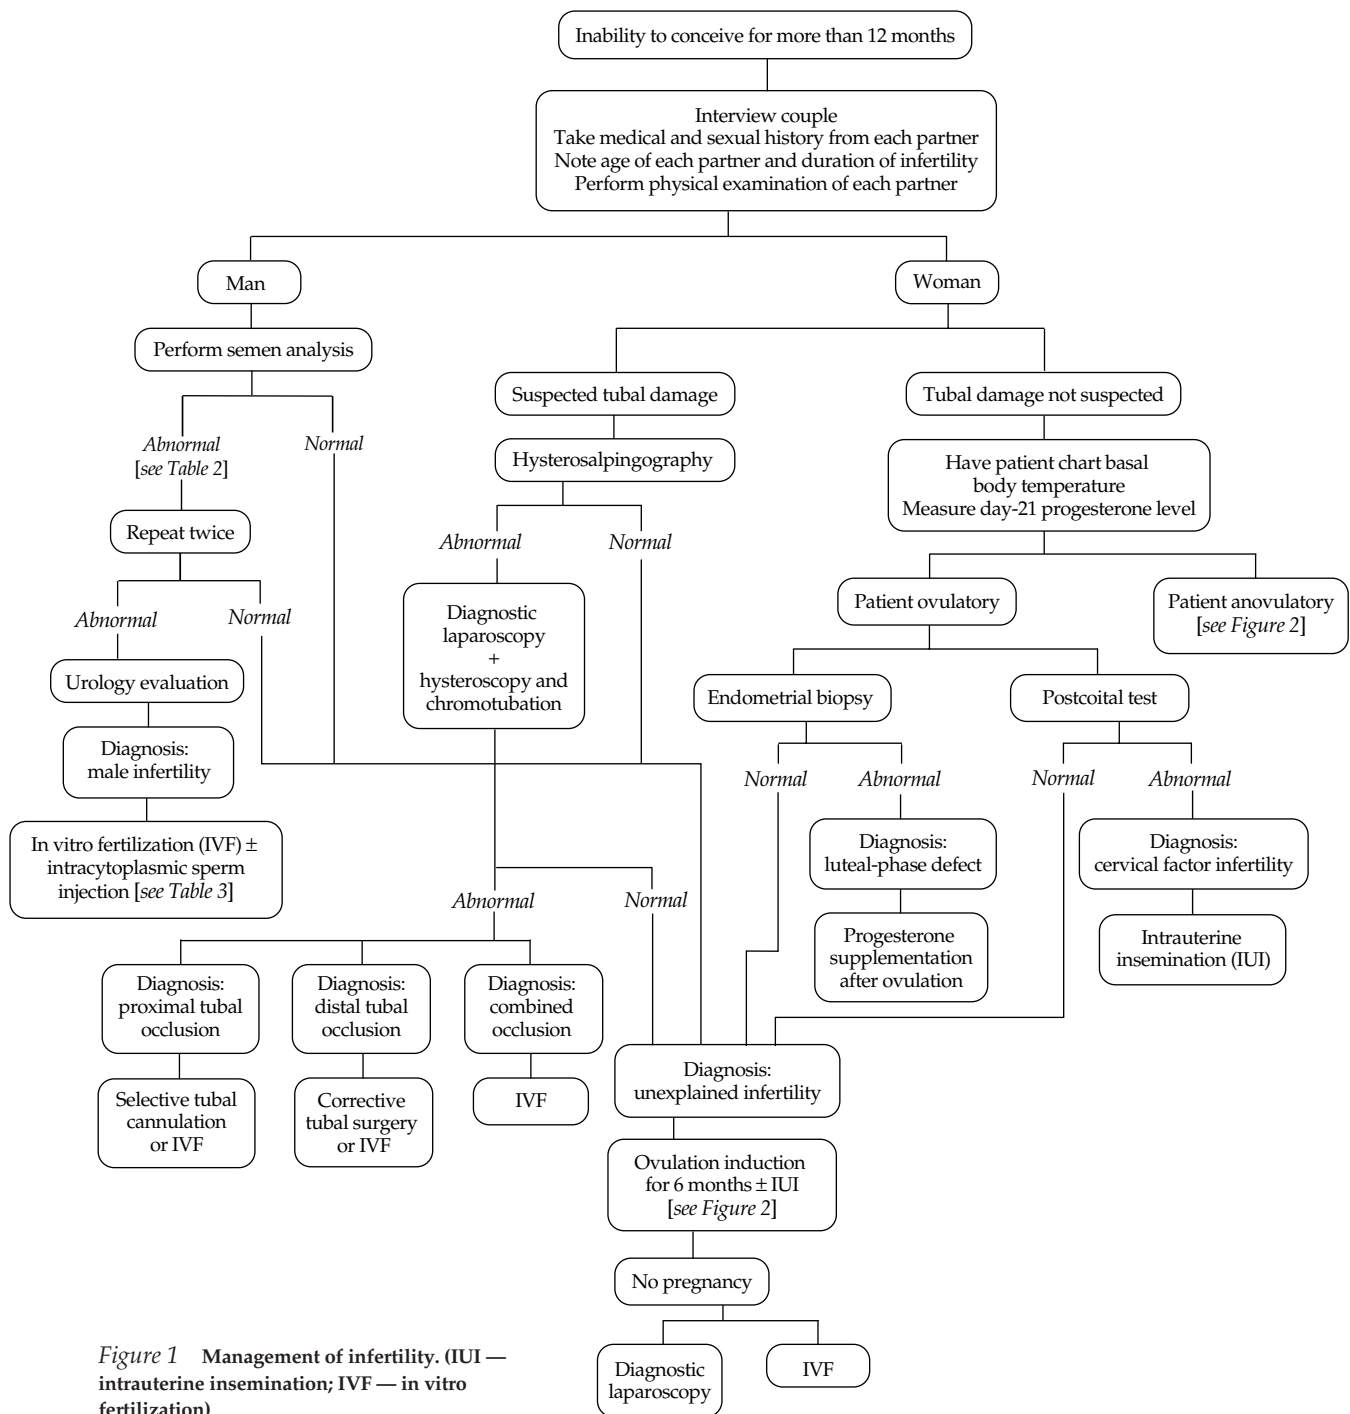 Inability to conceive for more than 12 months
Interview couple
Take medical and sexual history from each partner
Note age of each partner and duration of infertility
Perform physical examination of each partner
Man
Woman
Perform semen analysis
Suspected tubal damage
Tubal damage not suspected
Abnormal
[see Table 2]
Normal
Hysterosalpingography
Have patient chart basal
body temperature
Measure day-21 progesterone level
Repeat twice
Abnormal
Normal
Patient ovulatory
Patient anovulatory
[see Figure 2]
Abnormal
Normal
Diagnostic
laparoscopy
+
hysteroscopy and
chromotubation
Urology evaluation
Endometrial biopsy
Postcoital test
Diagnosis:
male infertility
Normal
Abnormal
Normal
Abnormal
In vitro fertilization (IVF) ±
intracytoplasmic sperm
injection [see Table 3]
Diagnosis:
luteal-phase defect
Diagnosis:
cervical factor infertility
Abnormal
Normal
Progesterone
supplementation
after ovulation
Intrauterine
insemination (IUI)
Diagnosis:
proximal tubal
occlusion
Diagnosis:
distal tubal
occlusion
Diagnosis:
combined
occlusion
Diagnosis:
unexplained infertility
Selective tubal
cannulation
or IVF
Corrective
tubal surgery
or IVF
IVF
Ovulation induction
for 6 months ± IUI
[see Figure 2]
No pregnancy
Diagnostic
laparoscopy
IVF
Figure 1 Management of infertility. (IUI —
intrauterine insemination; IVF — in vitro
fertilization)